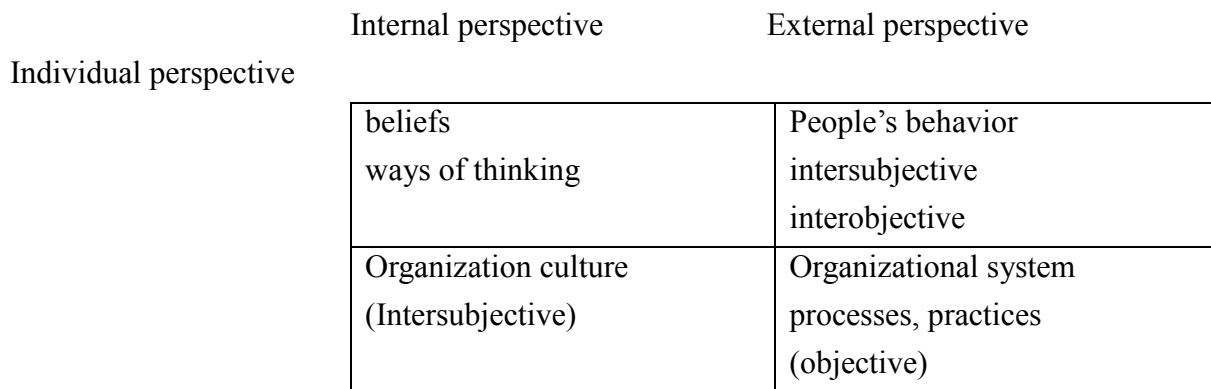 Internal perspective External perspective
Individual perspective
beliefs People’s behavior
ways of thinking intersubjective
interobjective
Organization culture Organizational system
(Intersubjective) processes, practices
(objective)